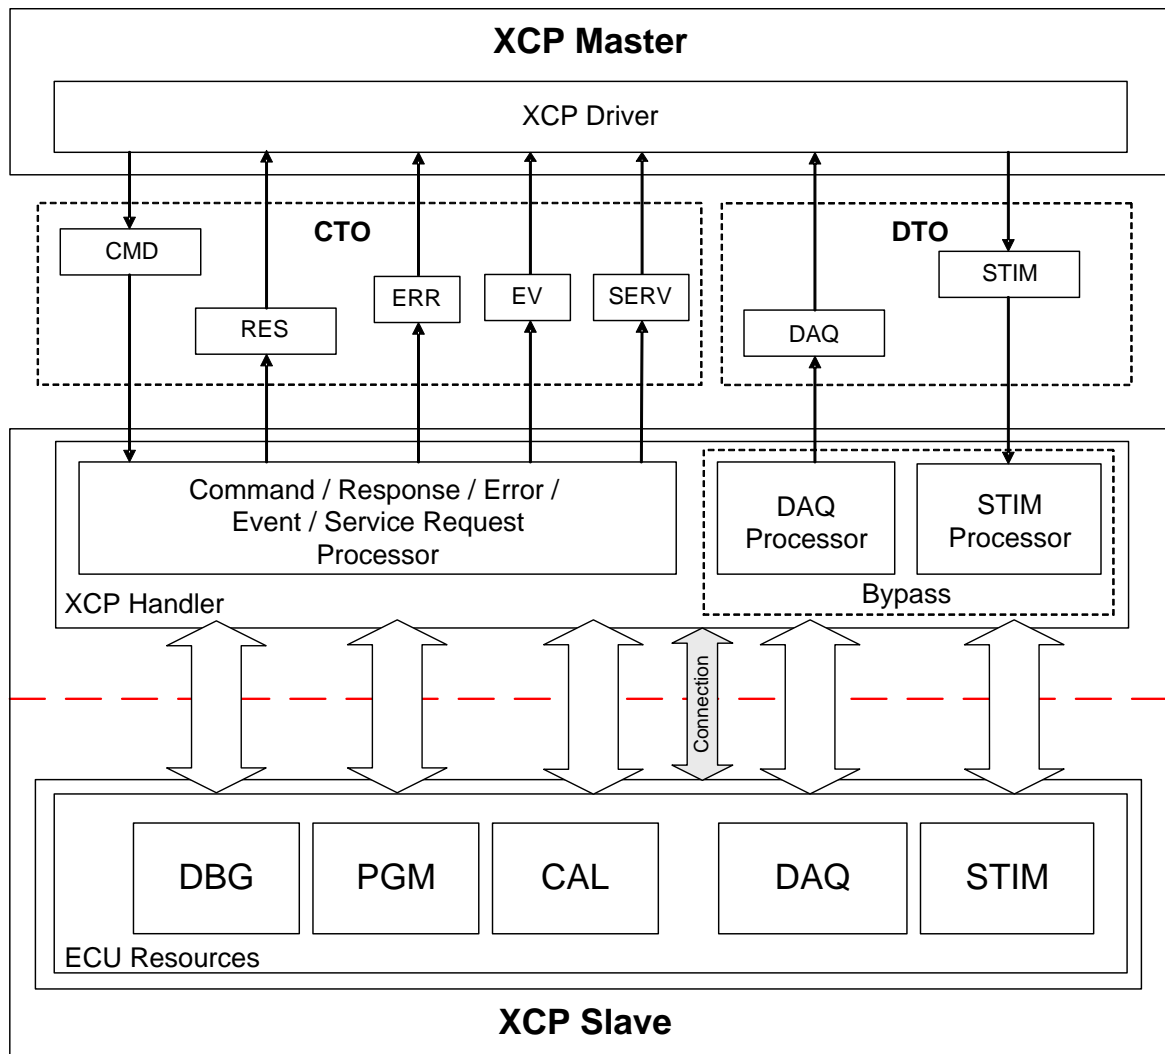 XCP Master
XCP Driver
CTO
DTO
CMD
RES
ERR
EV
SERV
DAQ
STIM
Command / Response / Error /
Event / Service Request
Processor
DAQ
Processor
STIM
Processor
Bypass
XCP Handler
Connection
DBG
PGM
CAL
DAQ
STIM
ECU Resources
XCP Slave